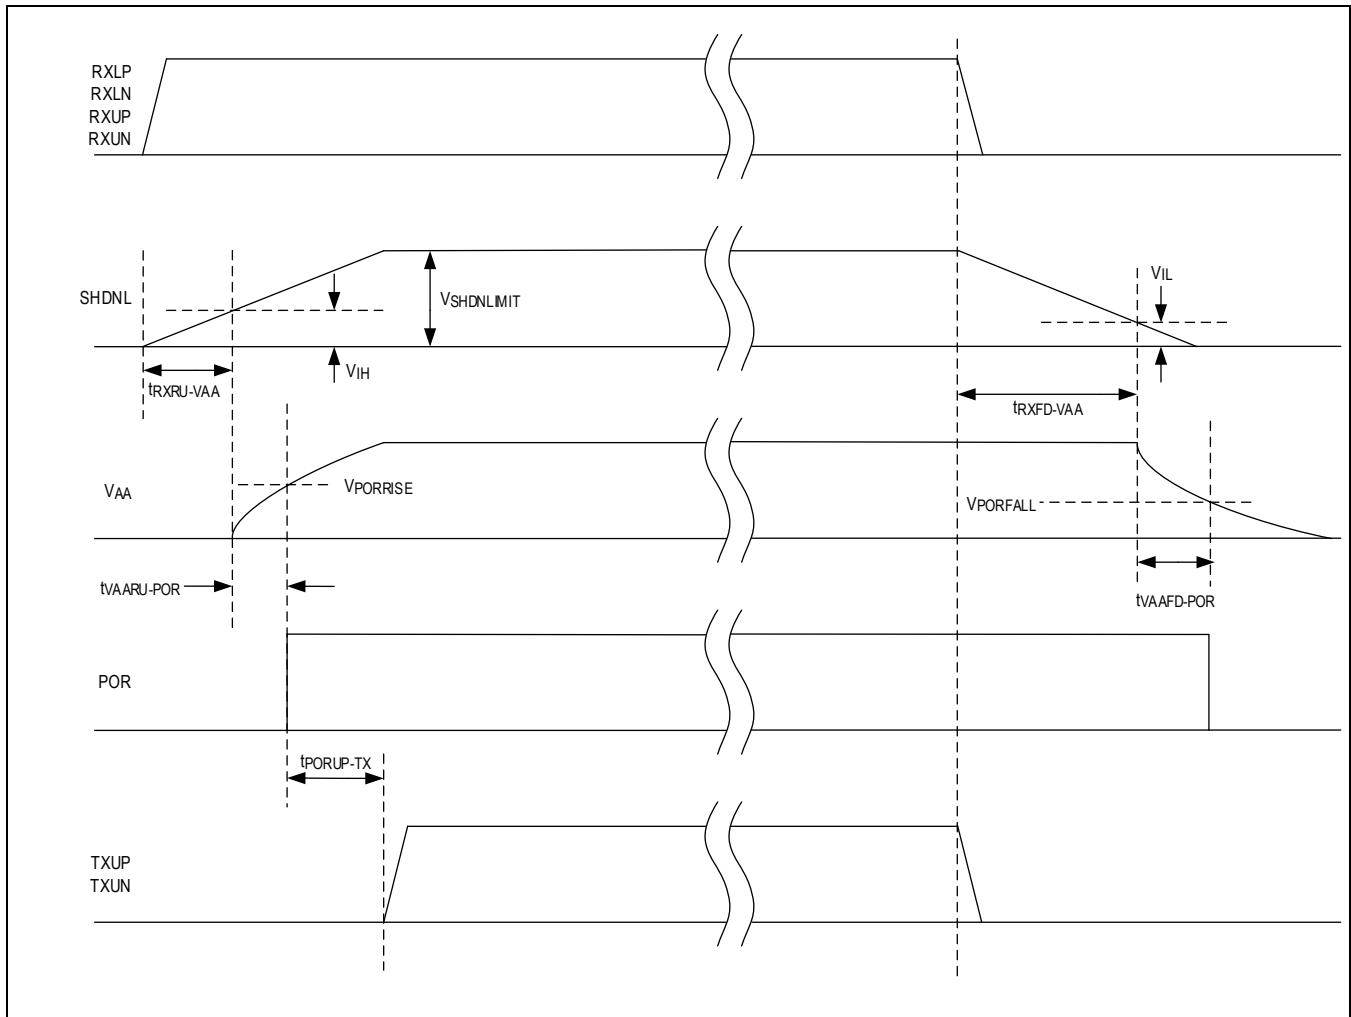 RXLP
RXLN
RXUP
RXUN
SHDNL
VSHDNLIMIT
VIL
VIH
tRXRU-VAA
tRXFD-VAA
VAA
VPORRISE
VPORFALL
tVAARU-POR
tVAAFD-POR
POR
tPORUP-TX
TXUP
TXUN